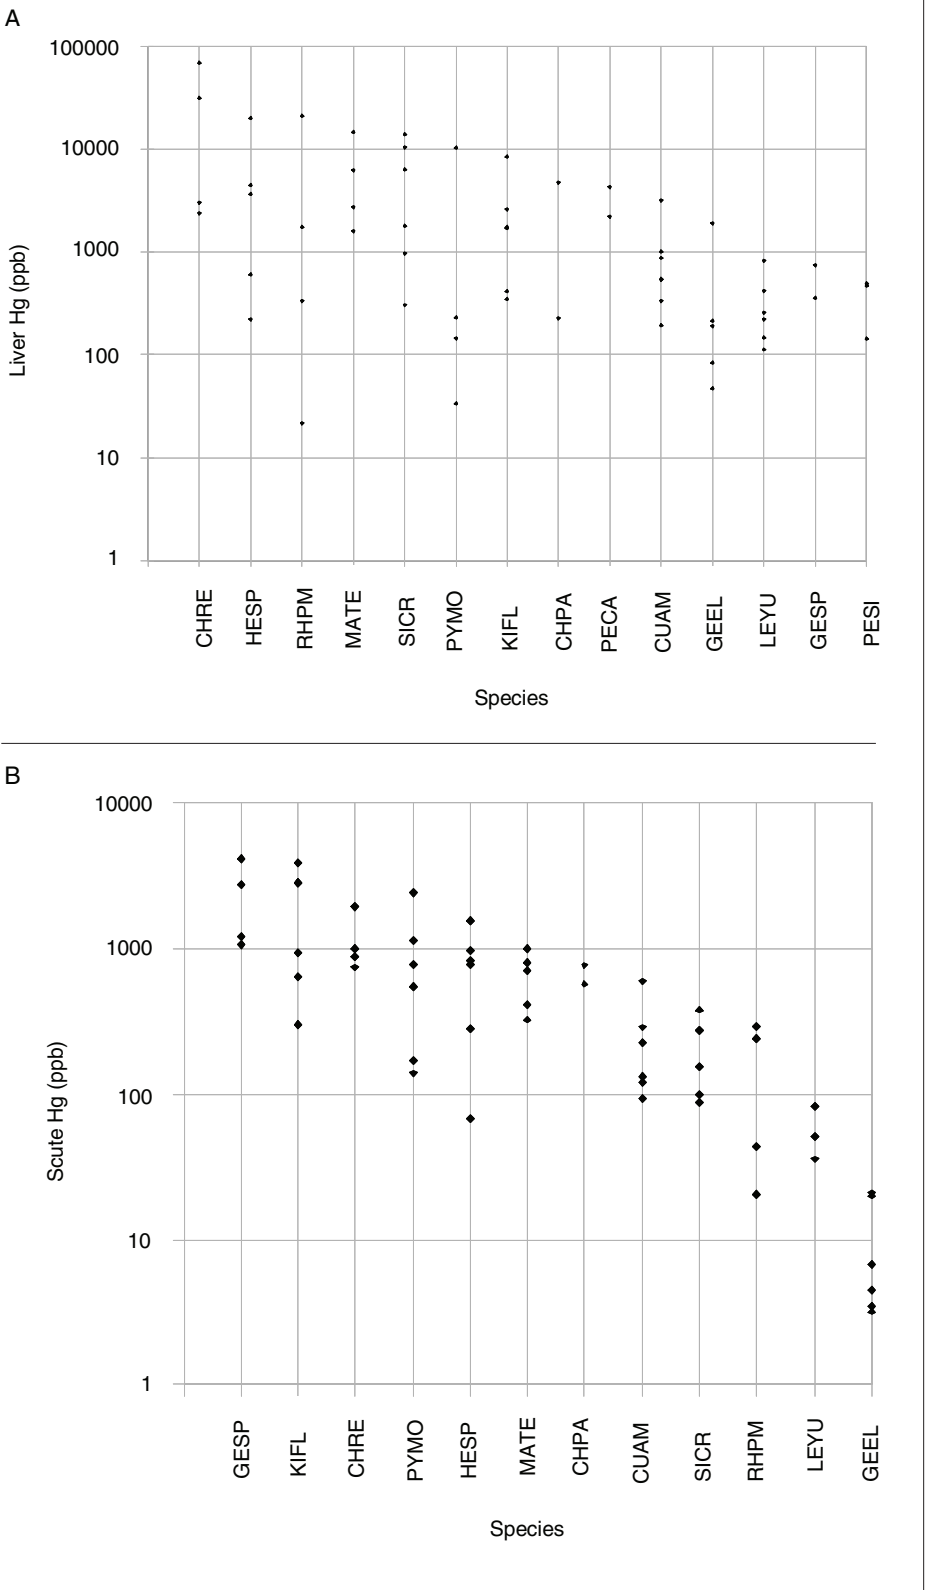 A
100000
10000
1000
100
10
1
Liver Hg (ppb)
CHRE HESP RHPM MATE SICR PYMO KIFL CHPA PECA CUAM GEEL LEYU GESP PESI
Species
B
10000
1000
100
10
1
Scute Hg (ppb)
GESP KIFL CHRE PYMO HESP MATE CHPA CUAM SICR RHPM LEYU GEEL
Species